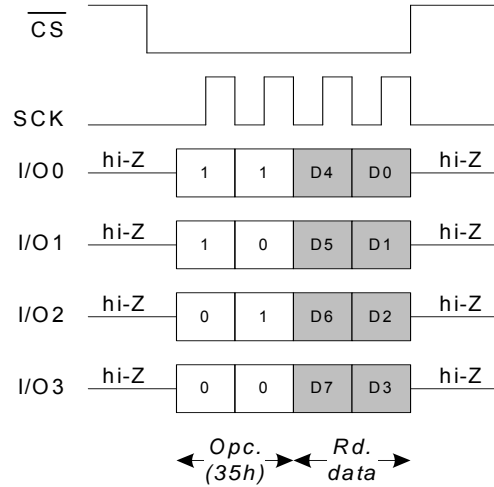 CS
SCK
I/O0 hi-Z 1 1 D4 D0 hi-Z
I/O1 hi-Z 1 0 D5 D1 hi-Z
I/O2 hi-Z 0 1 D6 D2 hi-Z
I/O3 hi-Z 0 0 D7 D3 hi-Z
Opc. Rd.
(35h) data